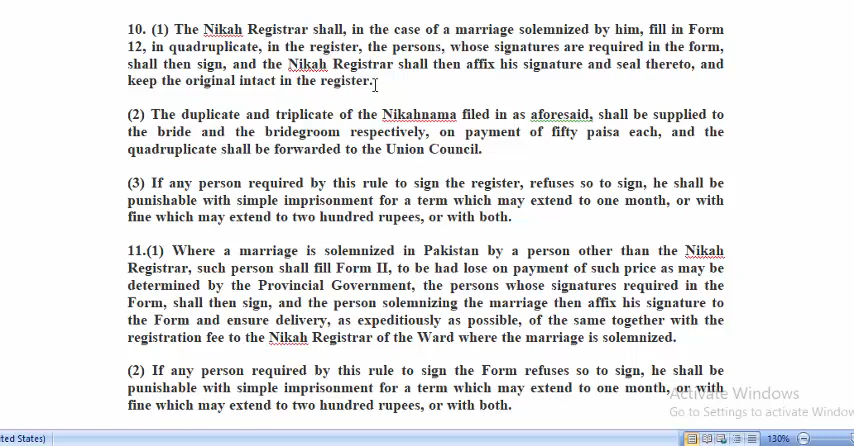 10. (1) The Nikah Registrar shall, in the case of a marriage solemnized by him, fill in Form
12, in quadruplicate, in the register, the persons, whose signatures are required in the form,
shall then sign, and the Nikah Registrar shall then affix his signature and seal thereto, and
keep the original intact in the register.
(2) The duplicate and triplicate of the Nikahnama filed in as aforesaid, shall be supplied to
the bride and the bridegroom respectively, on payment of fifty paisa each, and the
quadruplicate shall be forwarded to the Union Council.
(3) If any person required by this rule to sign the register, refuses so to sign, he shall be
punishable with simple imprisonment for a term which may extend to one month, or with
fine which may extend to two hundred rupees, or with both.
11.(1) Where a marriage is solemnized in Pakistan by a person other than the Nikah
Registrar, such person shall fill Form II, to be had lose on payment of such price as may be
determined by the Provincial Government, the persons whose signatures required in the
Form, shall then sign, and the person solemnizing the marriage then affix his signature to
the Form and ensure delivery, as expeditiously as possible, of the same together with the
registration fee to the Nikah Registrar of the Ward where the marriage is solemnized.
(2) If any person required by this rule to sign the Form refuses so to sign, he shall be
punishable with simple imprisonment for a term which may extend to one month, or with
fine which may extend to two hundred rupees, or with both.
Activate Windows
Go to Settings to activate Window
ted States)
130%